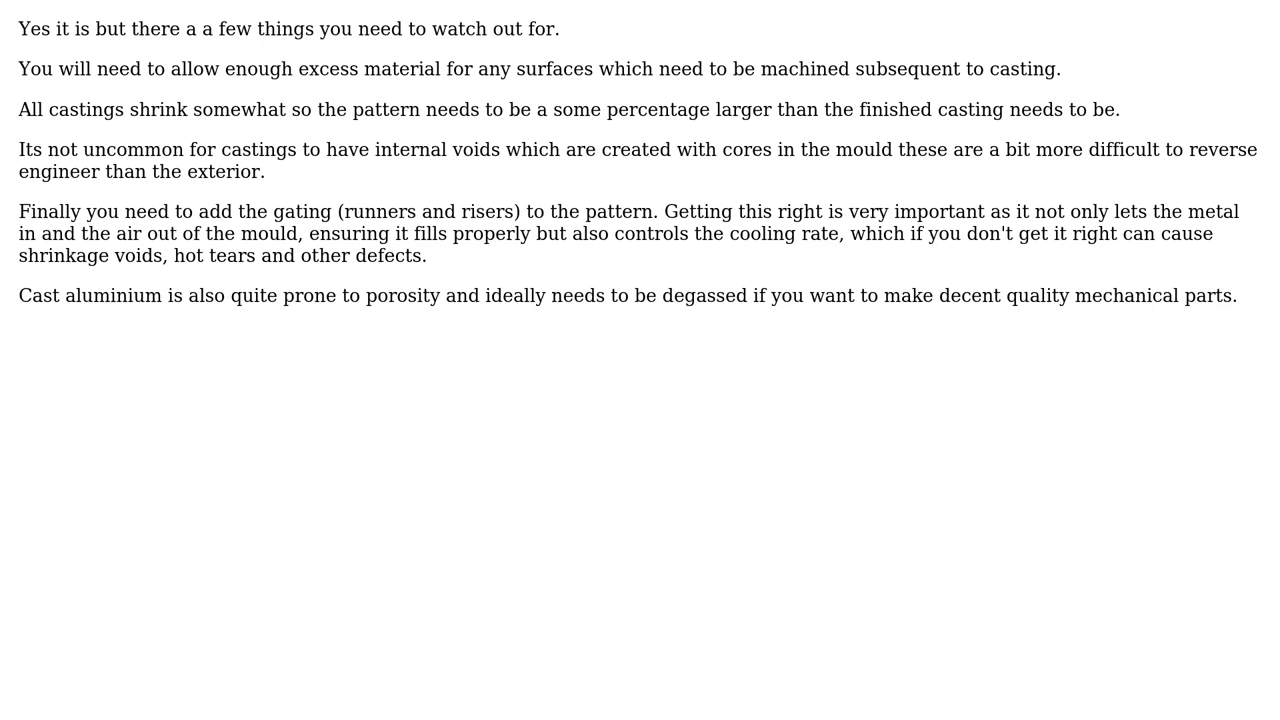 Yes it is but there a a few things you need to watch out for.
You will need to allow enough excess material for any surfaces which need to be machined subsequent to casting.
All castings shrink somewhat so the pattern needs to be a some percentage larger than the finished casting needs to be.
Its not uncommon for castings to have internal voids which are created with cores in the mould these are a bit more difficult to reverse
engineer than the exterior.
Finally you need to add the gating (runners and risers) to the pattern. Getting this right is very important as it not only lets the metal
in and the air out of the mould, ensuring it fills properly but also controls the cooling rate, which if you don't get it right can cause
shrinkage voids, hot tears and other defects.
Cast aluminium is also quite prone to porosity and ideally needs to be degassed if you want to make decent quality mechanical parts.